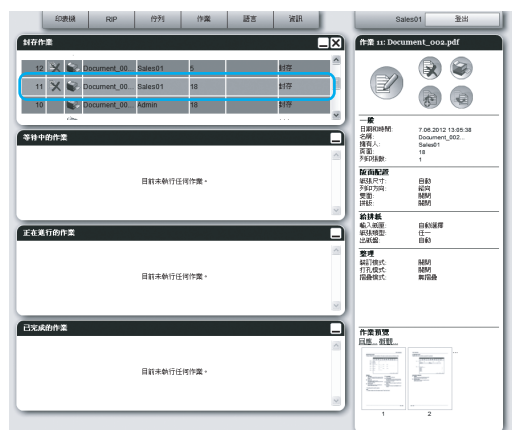 印表機 RIP 佇列 作業 語言 資訊 Sales01 登出
封存作業
12 Document_00... Sales01 5 封存
11 Document_00... Sales01 18 封存
10 Document_00... Admin 18 封存
等待中的作業
目前未執行任何作業。
正在進行的作業
目前未執行任何作業。
已完成的作業
目前未執行任何作業。
作業 11: Document_002.pdf
一般
日期和時間: 7.06.2012 13:05:38
名稱: Document_002...
擁有人: Sales01
頁面: 18
列印張數: 1
版面配置
紙張尺寸: 自動
列印方向: 縱向
雙面: 關閉
拼版: 關閉
給排紙
輸入紙匣: 自動選擇
紙張類型: 任一
出紙盤: 自動
整理
裝訂模式: 關閉
打孔模式: 關閉
摺疊模式: 無摺疊
作業預覽
回應...
1 2